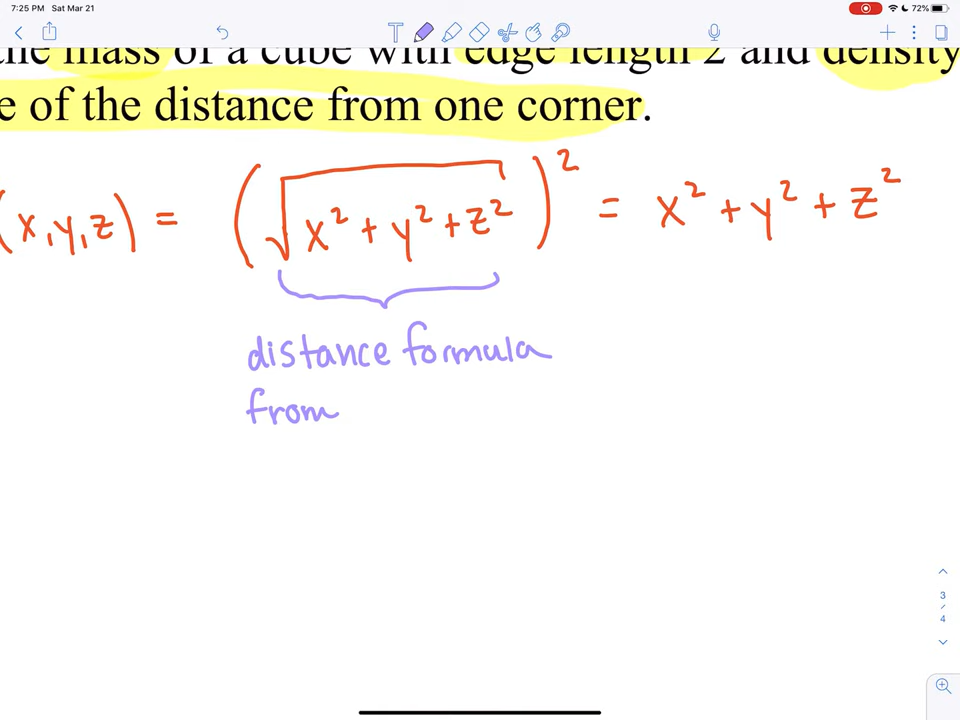 7:25 PM Sat Mar 21
72%
the mass of a cube with edge length 2 and density
e of the distance from one corner.
(x,y,z) = (√x²+y²+z²)² = x²+y²+z²
distance formula
from
3
/
4